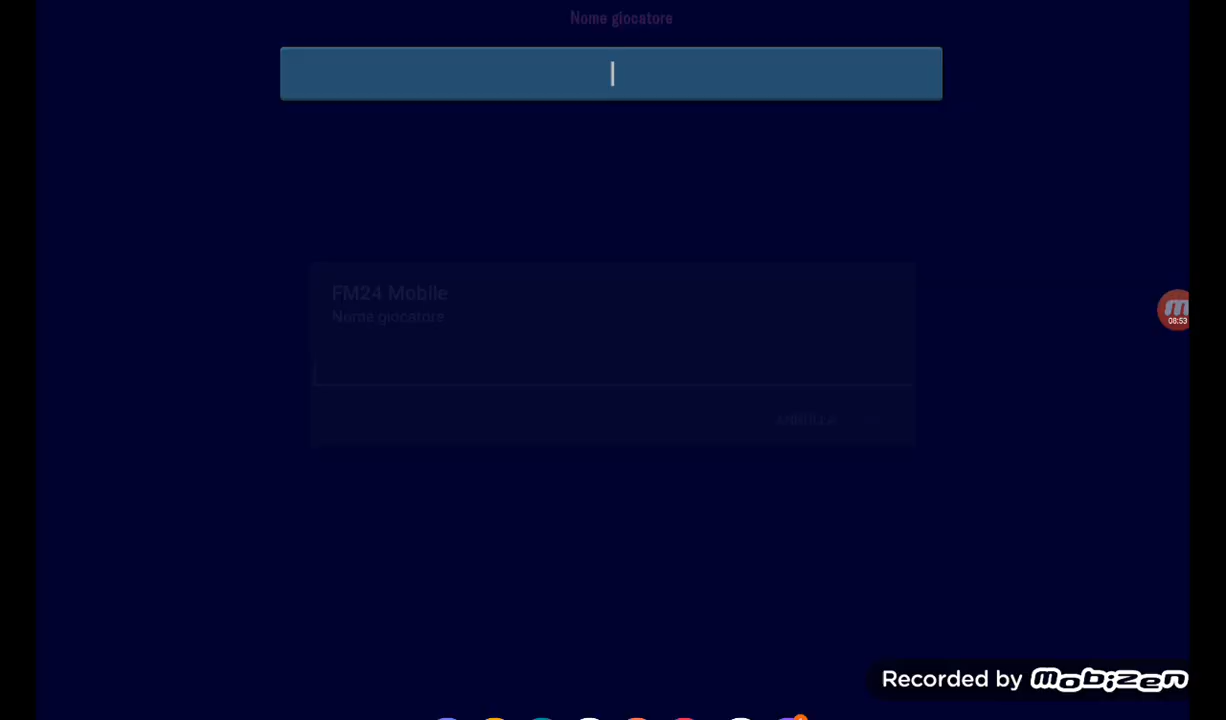 Nome giocatore
FM24 Mobile
Nome giocatore
ANNULLA
08:53
Recorded by mobizen